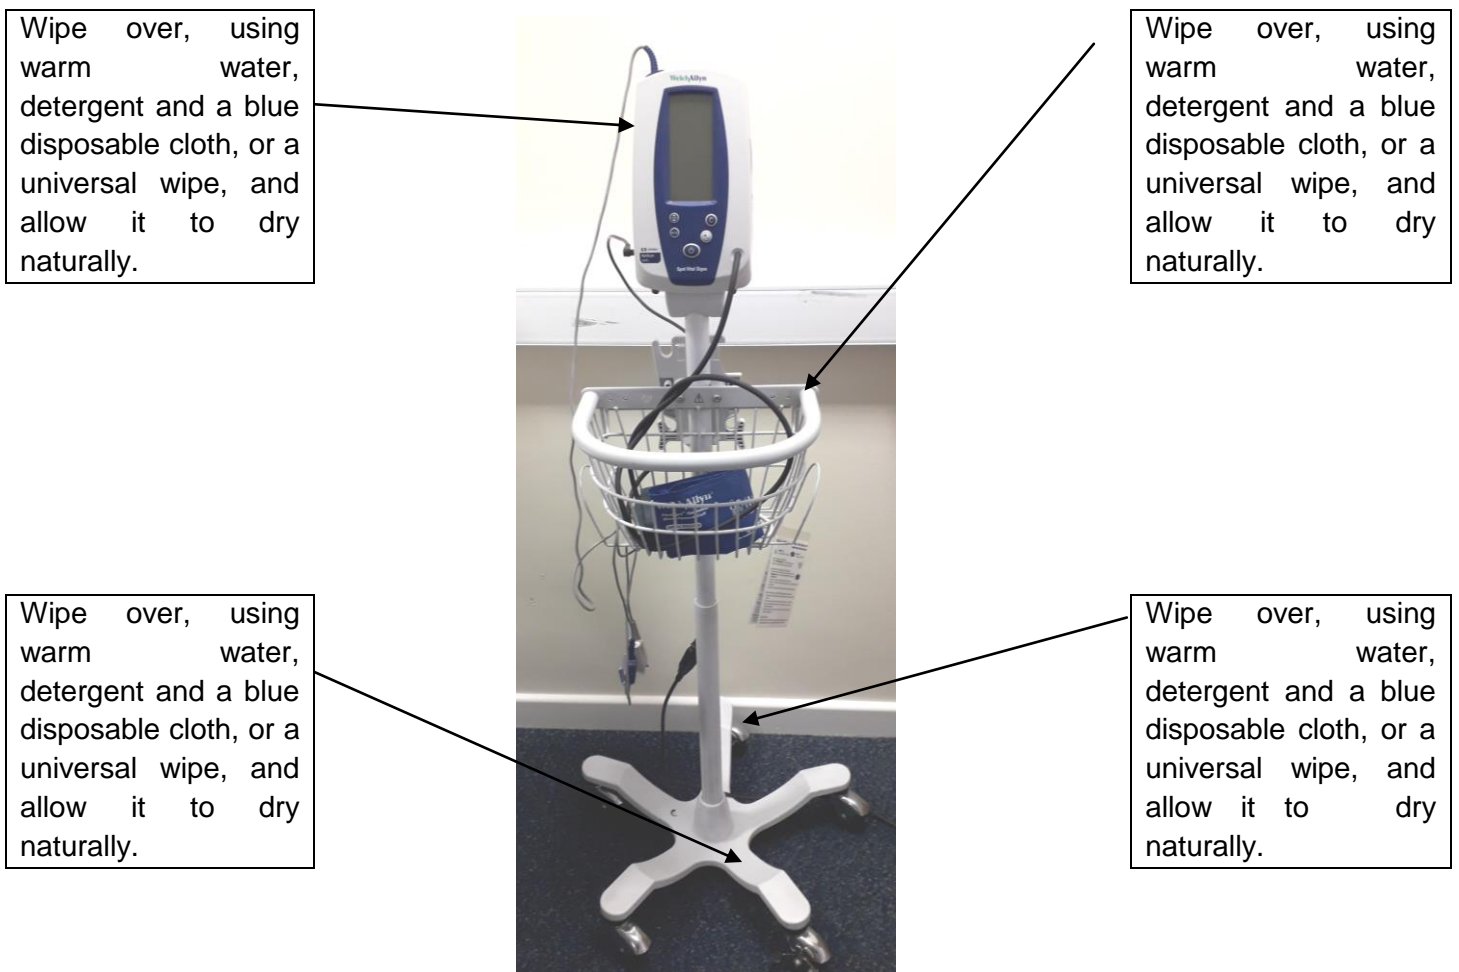 Wipe over, using
warm water,
detergent and a blue
disposable cloth, or a
universal wipe, and
allow it to dry
naturally.
Wipe over, using
warm water,
detergent and a blue
disposable cloth, or a
universal wipe, and
allow it to dry
naturally.
WelchAllyn
Spot Vital Signs
Allyn
Wipe over, using
warm water,
detergent and a blue
disposable cloth, or a
universal wipe, and
allow it to dry
naturally.
Wipe over, using
warm water,
detergent and a blue
disposable cloth, or a
universal wipe, and
allow it to dry
naturally.